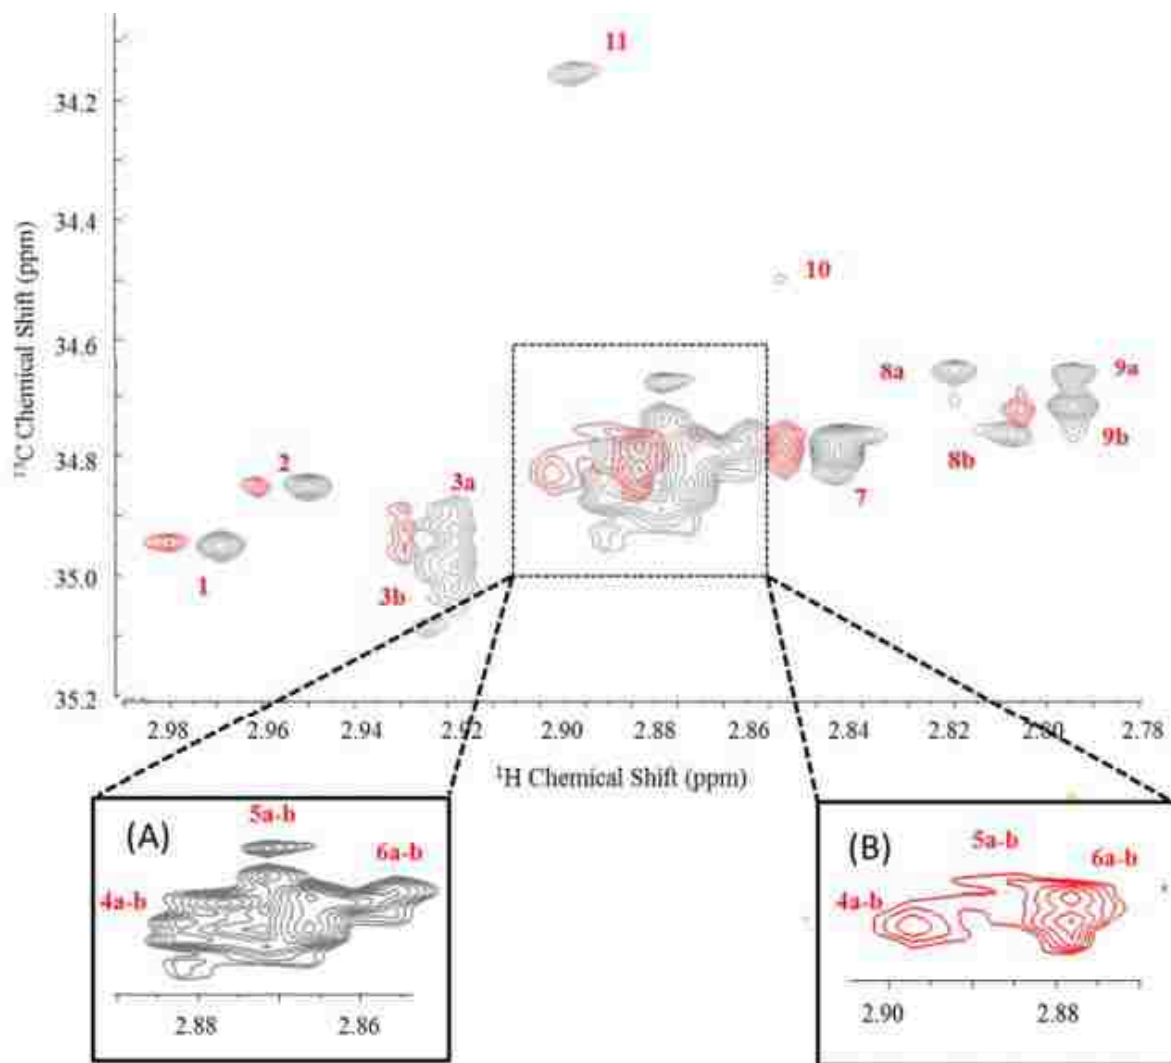 11
34.2
34.4
10
34.6
8a
9a
¹³C Chemical Shift (ppm)
34.8
2
3a
8b
9b
7
35.0
1
3b
35.2
2.98
2.96
2.94
2.92
2.90
2.88
2.86
2.84
2.82
2.80
2.78
¹H Chemical Shift (ppm)
(A)
5a-b
6a-b
4a-b
2.88
2.86
(B)
5a-b
6a-b
4a-b
2.90
2.88